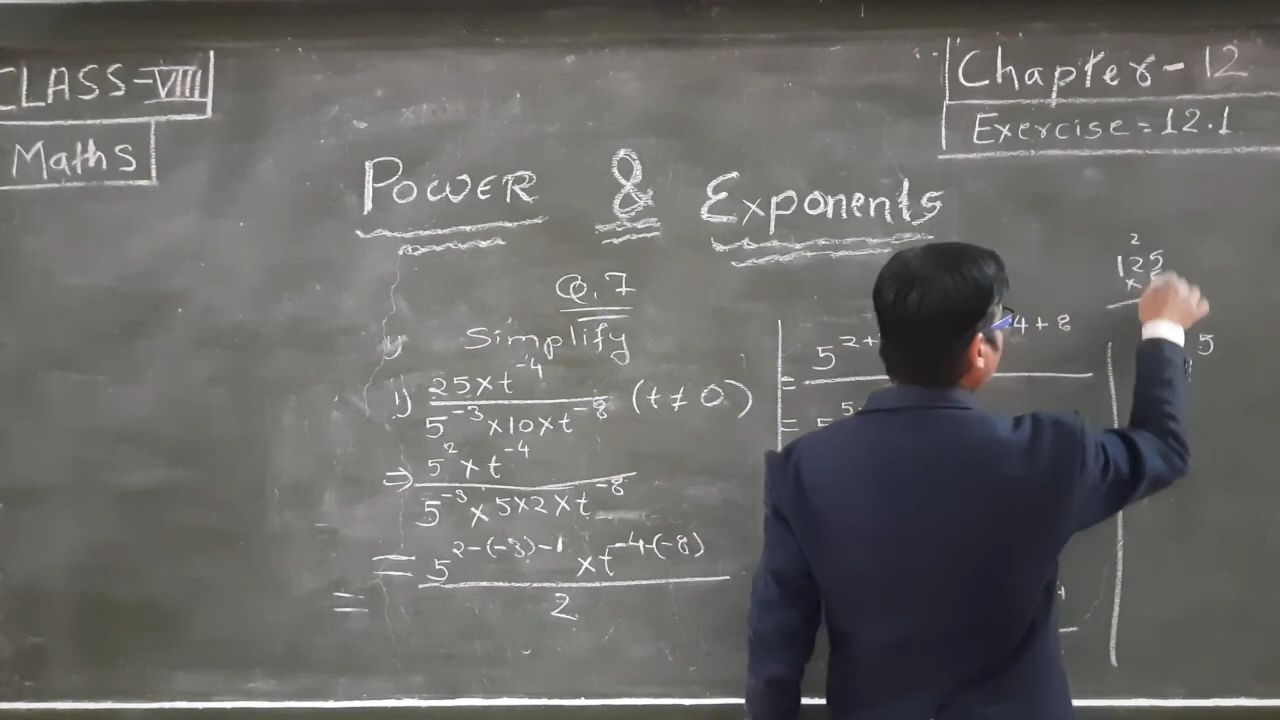 CLASS-VIII
Maths
Chapter-12
Exercise=12.1
POWER & Exponents
Q.7
Simplify
i) 25×t⁻⁴ / 5⁻³×10×t⁻⁸ (t≠0)
⇒ 5²×t⁻⁴ / 5⁻³×5×2×t⁻⁸
= 5²⁻⁽⁻³⁾⁻¹ ×t⁻⁴⁻⁽⁻⁸⁾ / 2
=
= 5²⁺ ⁴⁺⁸
= 5⁵
2
125
×
5